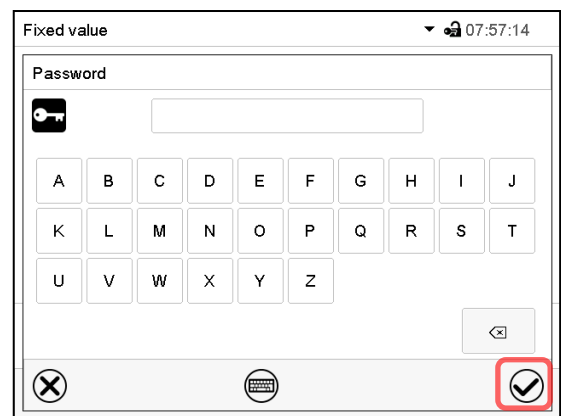 Fixed value 07:57:14
Password
A B C D E F G H I J
K L M N O P Q R S T
U V W X Y Z